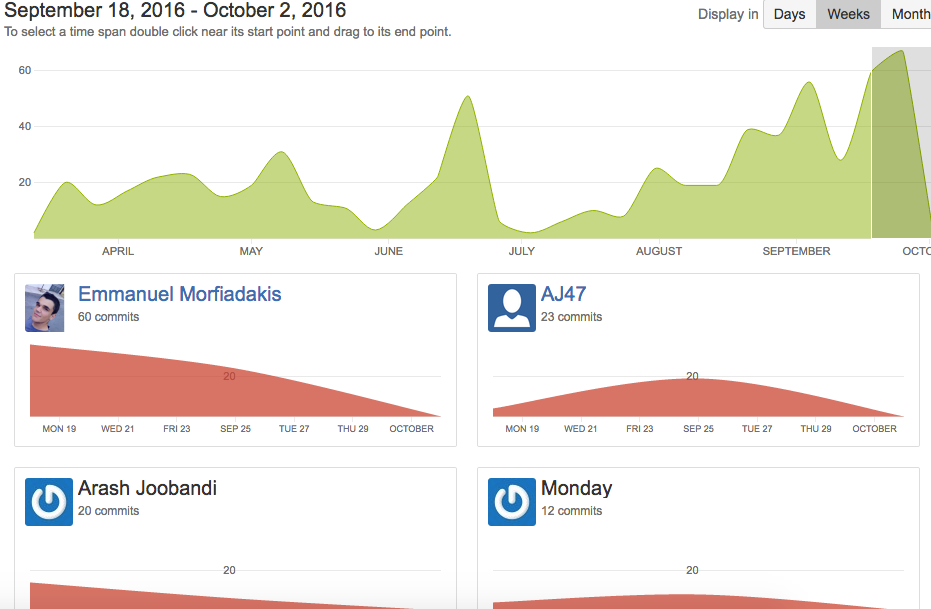 September 18, 2016 - October 2, 2016
Display in Days Weeks Month
To select a time span double click near its start point and drag to its end point.
60
40
20
APRIL MAY JUNE JULY AUGUST SEPTEMBER OCTO
Emmanuel Morfiadakis
60 commits
20
MON 19 WED 21 FRI 23 SEP 25 TUE 27 THU 29 OCTOBER
AJ47
23 commits
20
MON 19 WED 21 FRI 23 SEP 25 TUE 27 THU 29 OCTOBER
Arash Joobandi
20 commits
20
Monday
12 commits
20